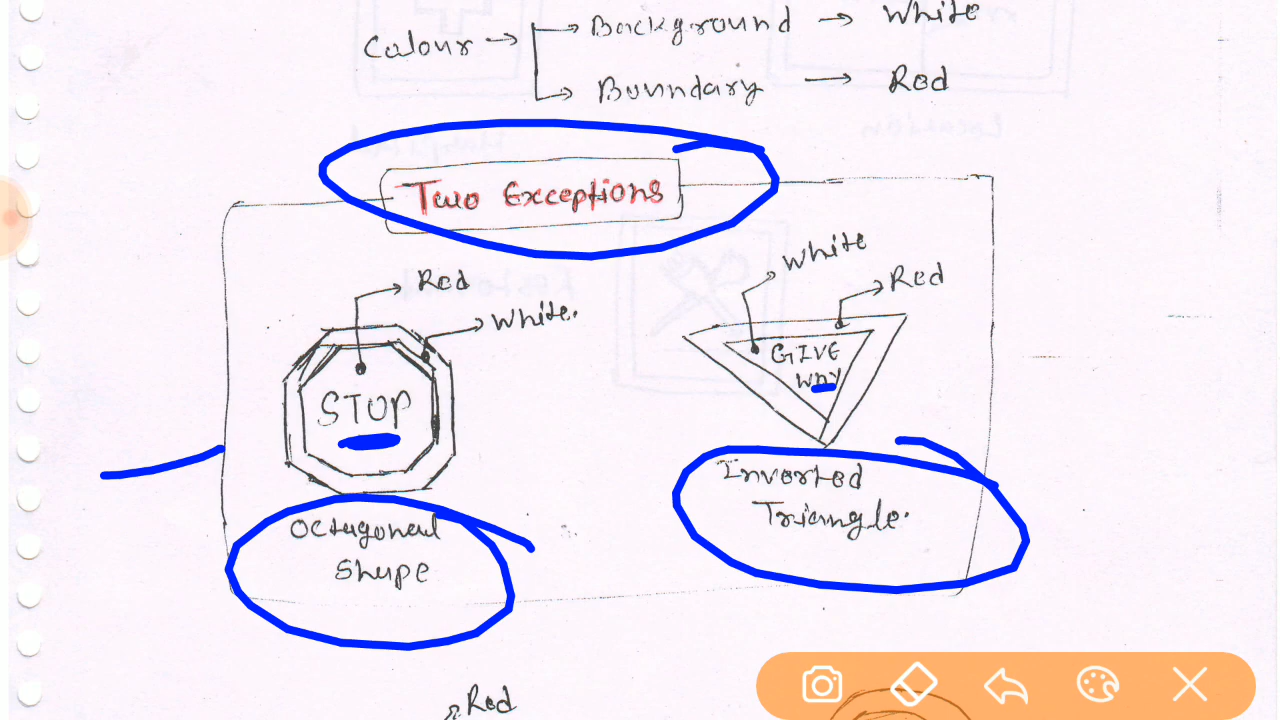 Colour → Background → White
Boundary → Red
Two Exceptions
Red
White.
STOP
Octagonal
Shape
White
Red
GIVE
WAY
Inverted
Triangle.
Red